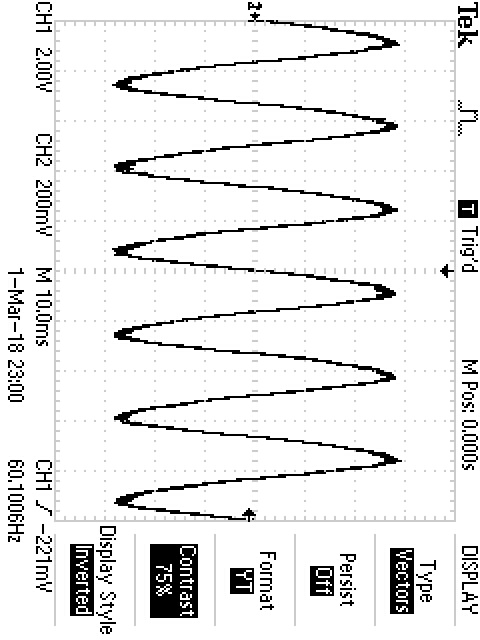 Tek T Trig'd M Pos: 0.000s DISPLAY
Type
Vectors
Persist
Off
Format
YT
Contrast
75%
Display Style
Inverted
2
CH1 2.00V CH2 200mV M 10.0ms CH1 / -221mV
1-Mar-18 23:00 60.1006Hz